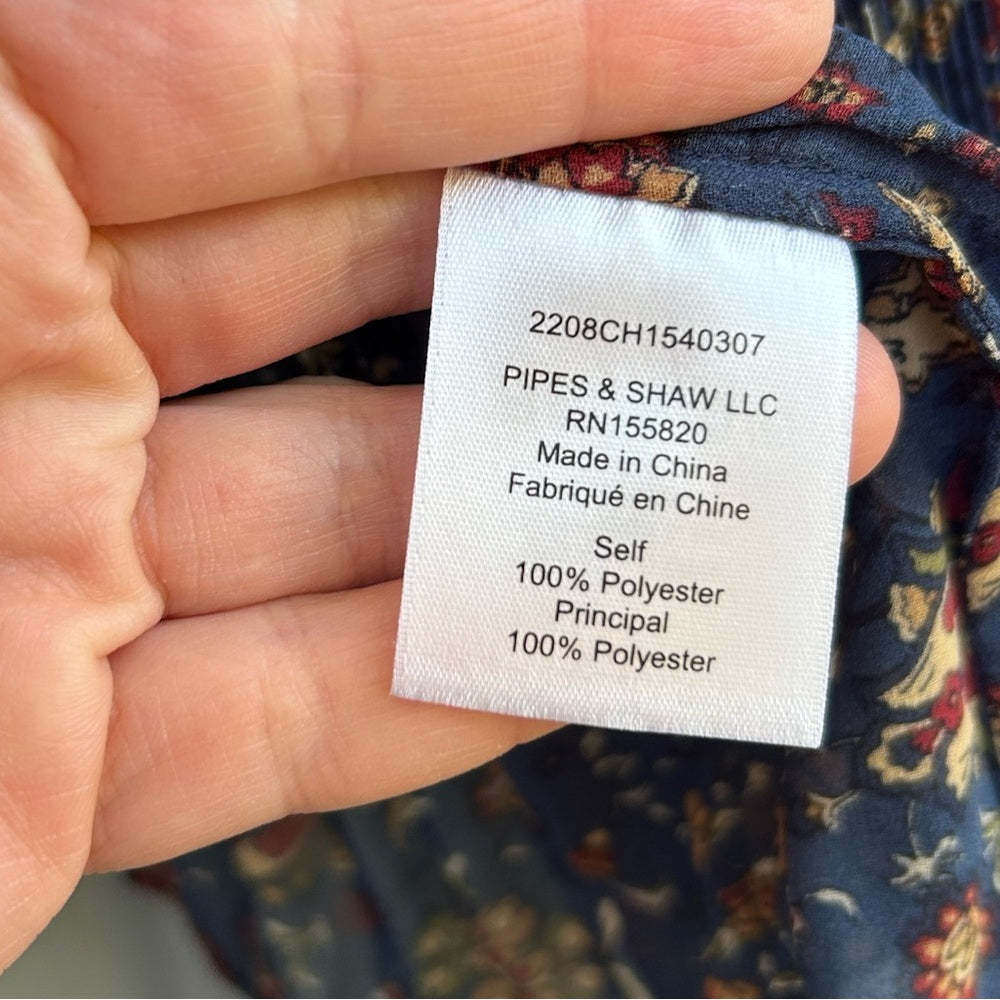 2208CH1540307
PIPES & SHAW LLC
RN155820
Made in China
Fabriqué en Chine
Self
100% Polyester
Principal
100% Polyester